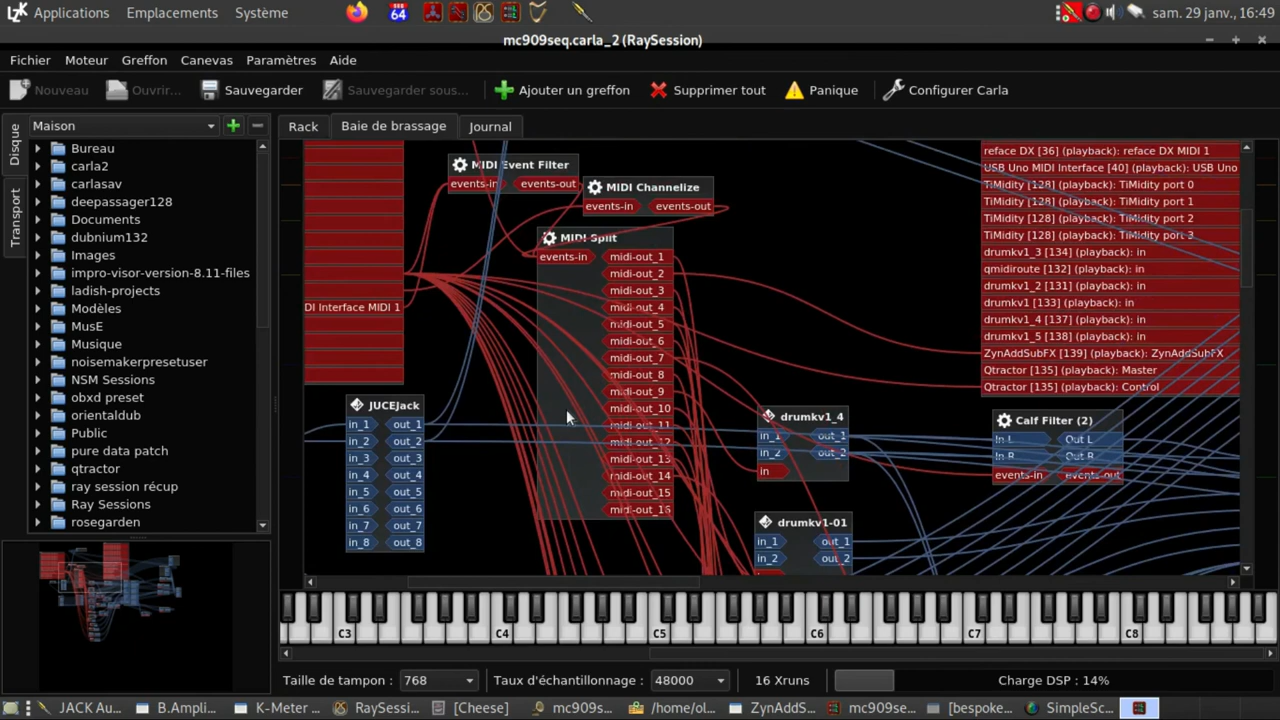 Applications Emplacements Système 64 sam. 29 janv., 16:49
mc909seq.carla_2 (RaySession)
Fichier Moteur Greffon Canevas Paramètres Aide
Nouveau Ouvrir... Sauvegarder Sauvegarder sous... Ajouter un greffon Supprimer tout Panique Configurer Carla
Disque
Transport
Maison
Bureau
carla2
carlasav
deepassager128
Documents
dubnium132
Images
impro-visor-version-8.11-files
ladish-projects
Modèles
MusE
Musique
noisemakerpresetuser
NSM Sessions
obxd preset
orientaldub
Public
pure data patch
qtractor
ray session récup
Ray Sessions
rosegarden
Rack Baie de brassage Journal
DI Interface MIDI 1
MIDI Event Filter
events-in events-out
MIDI Channelize
events-in events-out
MIDI Split
events-in midi-out_1
midi-out_2
midi-out_3
midi-out_4
midi-out_5
midi-out_6
midi-out_7
midi-out_8
midi-out_9
midi-out_10
midi-out_11
midi-out_12
midi-out_13
midi-out_14
midi-out_15
midi-out_16
JUCEJack
in_1 out_1
in_2 out_2
in_3 out_3
in_4 out_4
in_5 out_5
in_6 out_6
in_7 out_7
in_8 out_8
drumkv1_4
in_1 out_1
in_2 out_2
in
drumkv1-01
in_1 out_1
in_2 out_2
reface DX [36] (playback): reface DX MIDI 1
USB Uno MIDI Interface [40] (playback): USB Uno
TiMidity [128] (playback): TiMidity port 0
TiMidity [128] (playback): TiMidity port 1
TiMidity [128] (playback): TiMidity port 2
TiMidity [128] (playback): TiMidity port 3
drumkv1_3 [134] (playback): in
qmidiroute [132] (playback): in
drumkv1_2 [131] (playback): in
drumkv1 [133] (playback): in
drumkv1_4 [137] (playback): in
drumkv1_5 [138] (playback): in
ZynAddSubFX [139] (playback): ZynAddSubFX
Qtractor [135] (playback): Master
Qtractor [135] (playback): Control
Calf Filter (2)
In L Out L
In R Out R
events-in events-out
C3 C4 C5 C6 C7 C8
Taille de tampon : 768 Taux d'échantillonnage : 48000 16 Xruns Charge DSP : 14%
JACK Au... B.Ampli... K-Meter ... RaySessi... [Cheese] mc909s... /home/ol... ZynAddS... mc909se... [bespoke... SimpleSc...